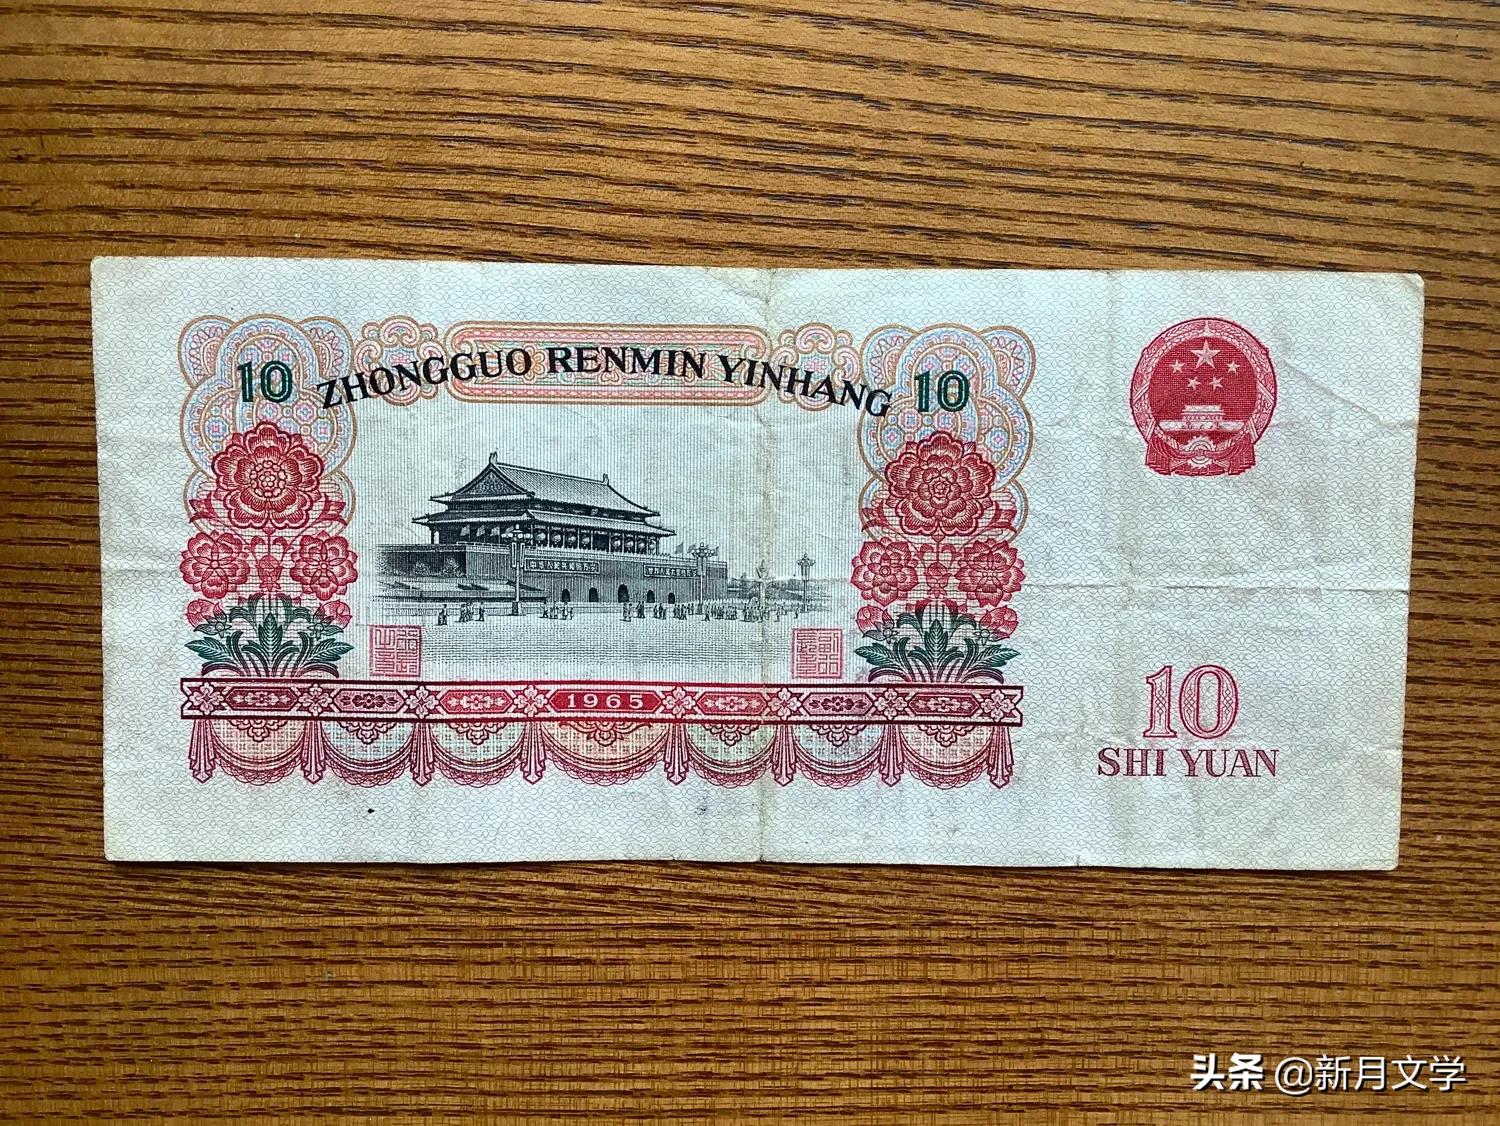 10 ZHONGGUO RENMIN YINHANG 10
1965
10
SHI YUAN
头条 @新月文学